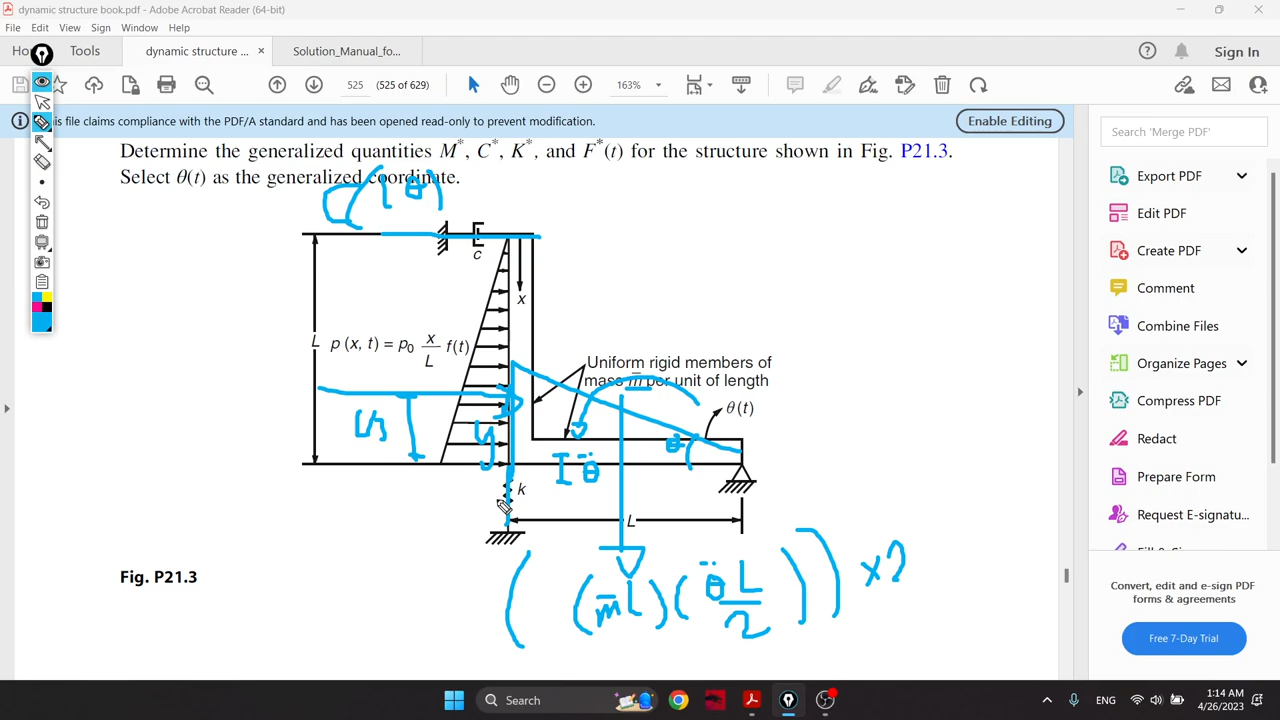 dynamic structure book.pdf - Adobe Acrobat Reader (64-bit)
File Edit View Sign Window Help
Tools dynamic structure ... × Solution_Manual_fo... Sign In
525 (525 of 629) 163%
file claims compliance with the PDF/A standard and has been opened read-only to prevent modification. Enable Editing
Determine the generalized quantities M*, C*, K*, and F*(t) for the structure shown in Fig. P21.3.
Select θ(t) as the generalized coordinate.
c
x
L p (x, t) = p₀ x/L f(t)
Uniform rigid members of
mass m̄ per unit of length
θ (t)
θ
I θ̈
k
L
Fig. P21.3
((m̄L)(θ̈ L/2)) x
Search 'Merge PDF'
Export PDF
Edit PDF
Create PDF
Comment
Combine Files
Organize Pages
Compress PDF
Redact
Prepare Form
Request E-signatu...
Convert, edit and e-sign PDF
forms & agreements
Free 7-Day Trial
Search
ENG
1:14 AM
4/26/2023